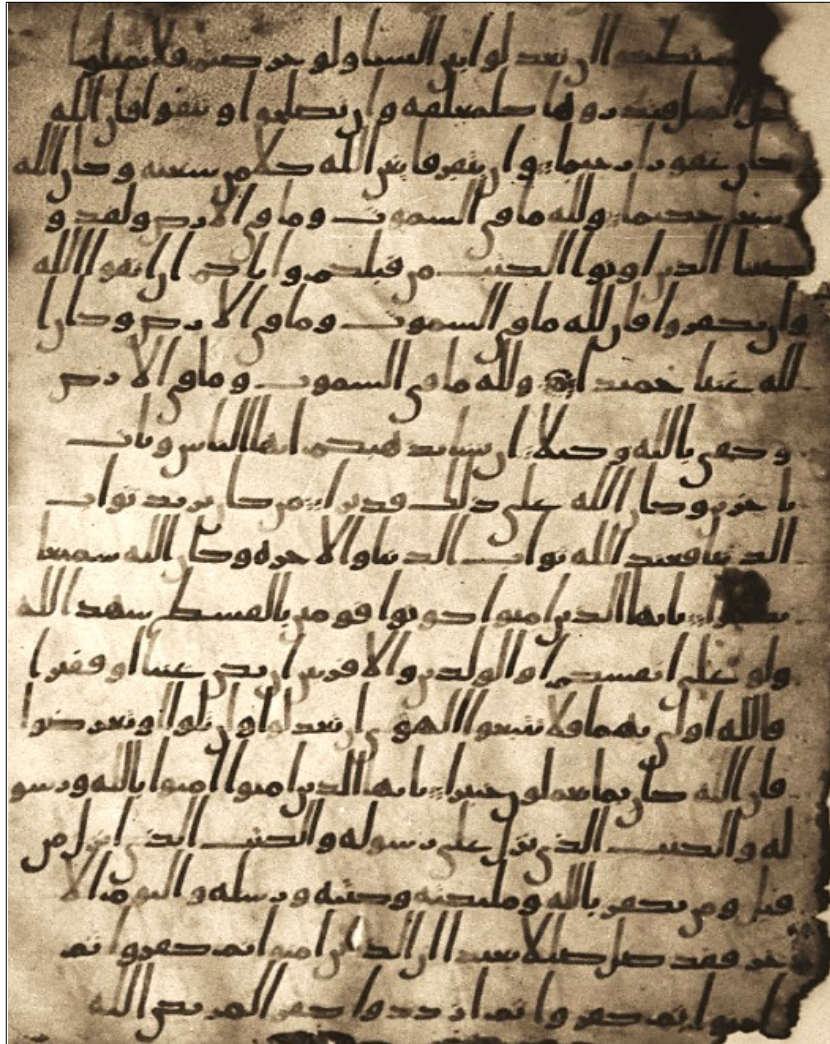 تستطيعوا ان تعدلوا بين النسا ولو حرصتم فلا تميلوا
كل الميل فتذروها كلمعلقه وان تصلحوا وتتقوا فان الله
كان غفورا رحيما وان يتفرقا يغن الله كلا من سعته وكان الله
وسعا حكيما ولله ما في السموت وما في الارض ولقد و
صينا الذين اوتوا الكتب من قبلكم واياكم ان اتقوا الله
وان تكفروا فان لله ما في السموت وما في الارض وكان ا
لله غنيا حميدا ولله ما في السموت وما في الارض
وكفى بالله وكيلا ان يشا يذهبكم ايها الناس ويات
باخرين وكان الله على ذلك قديرا من كان يريد ثواب
الدنيا فعند الله ثواب الدنيا والاخره وكان الله سميعا
بصيرا يايها الذين امنوا كونوا قومين بالقسط شهدا لله
ولو على انفسكم او الولدين والاقربين ان يكن غنيا او فقيرا
فالله اولى بهما فلا تتبعوا الهوى ان تعدلوا وان تلوا او تعرضوا
فان الله كان بما تعملون خبيرا يايها الذين امنوا امنوا بالله ورسو
له والكتب الذي نزل على رسوله والكتب الذي انزل من
قبل ومن يكفر بالله وملئكته وكتبه ورسله واليوم الا
خر فقد ضل ضللا بعيدا ان الذين امنوا ثم كفروا ثم
امنوا ثم كفروا ثم ازددوا كفرا لم يكن الله